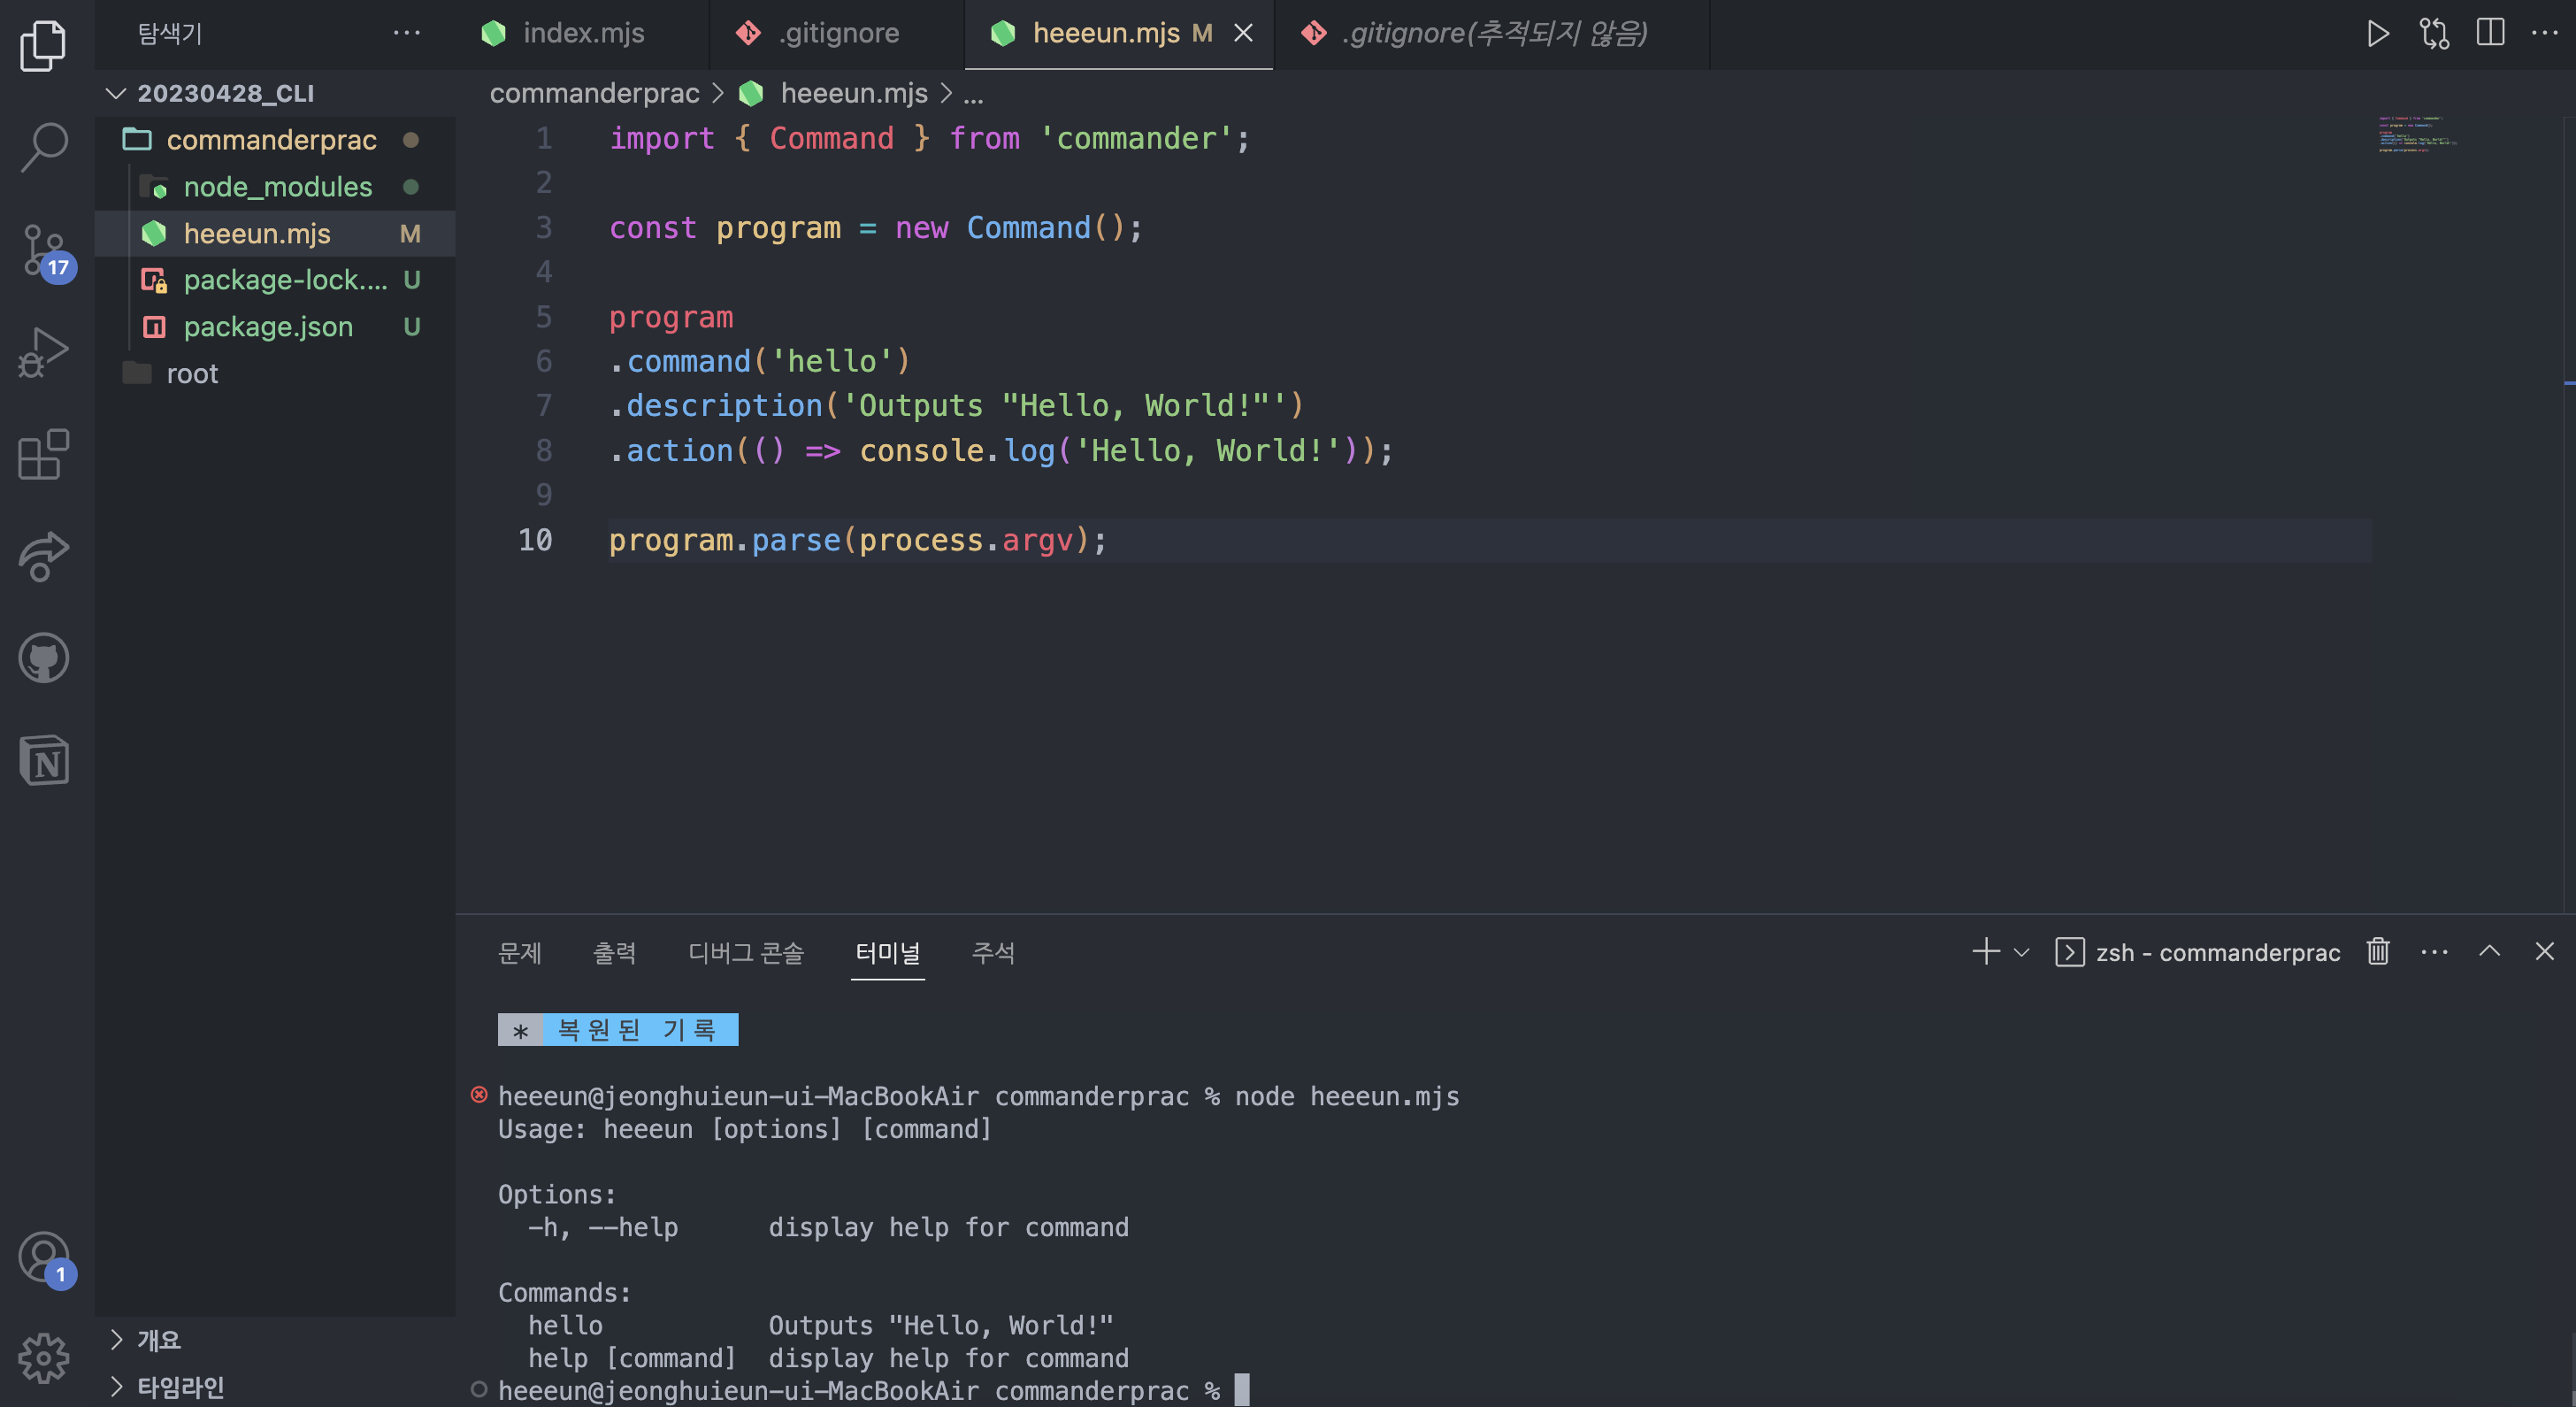 탐색기 ...
index.mjs
.gitignore
heeeun.mjs M
.gitignore(추적되지 않음)
20230428_CLI
commanderprac
node_modules
heeeun.mjs M
package-lock.... U
package.json U
root
17
1
개요
타임라인
commanderprac > heeeun.mjs > ...
1 import { Command } from 'commander';
2
3 const program = new Command();
4
5 program
6 .command('hello')
7 .description('Outputs "Hello, World!"')
8 .action(() => console.log('Hello, World!'));
9
10 program.parse(process.argv);
문제 출력 디버그 콘솔 터미널 주석
zsh - commanderprac
* 복원된 기록
heeeun@jeonghuieun-ui-MacBookAir commanderprac % node heeeun.mjs
Usage: heeeun [options] [command]
Options:
-h, --help display help for command
Commands:
hello Outputs "Hello, World!"
help [command] display help for command
heeeun@jeonghuieun-ui-MacBookAir commanderprac %